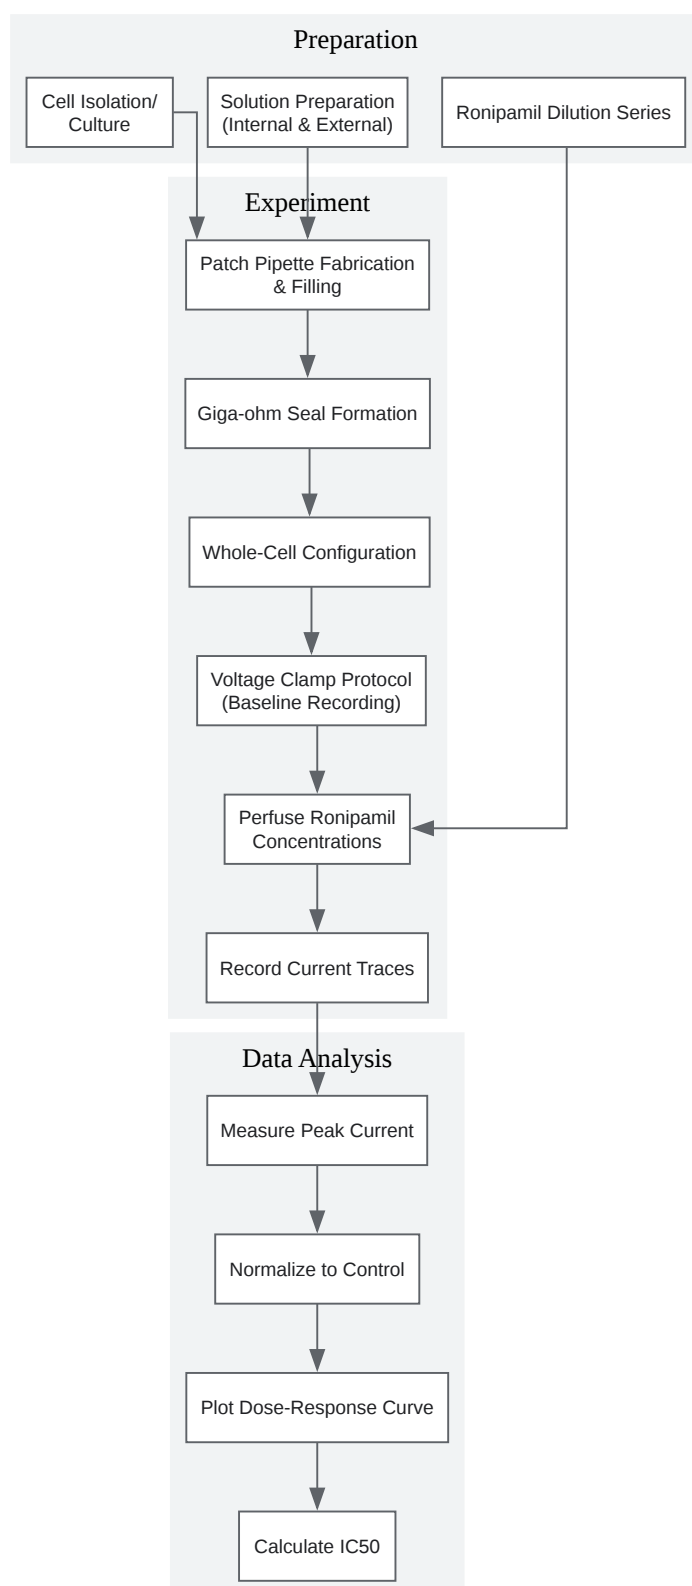 Preparation
Cell Isolation/
Culture
Solution Preparation
(Internal & External)
Ronipamil Dilution Series
Experiment
Patch Pipette Fabrication
& Filling
Giga-ohm Seal Formation
Whole-Cell Configuration
Voltage Clamp Protocol
(Baseline Recording)
Perfuse Ronipamil
Concentrations
Record Current Traces
Data Analysis
Measure Peak Current
Normalize to Control
Plot Dose-Response Curve
Calculate IC50